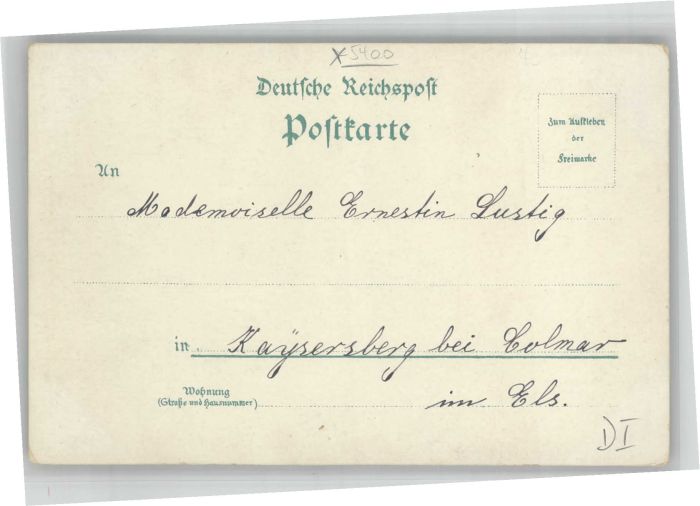 x5400
Deutsche Reichspost
Postkarte
Zum Aufkleben
der
Freimarke
An
Mademoiselle Ernestin Lustig
in Kaÿsersberg bei Colmar
Wohnung
(Straße und Hausnummer)
im Els.
DI